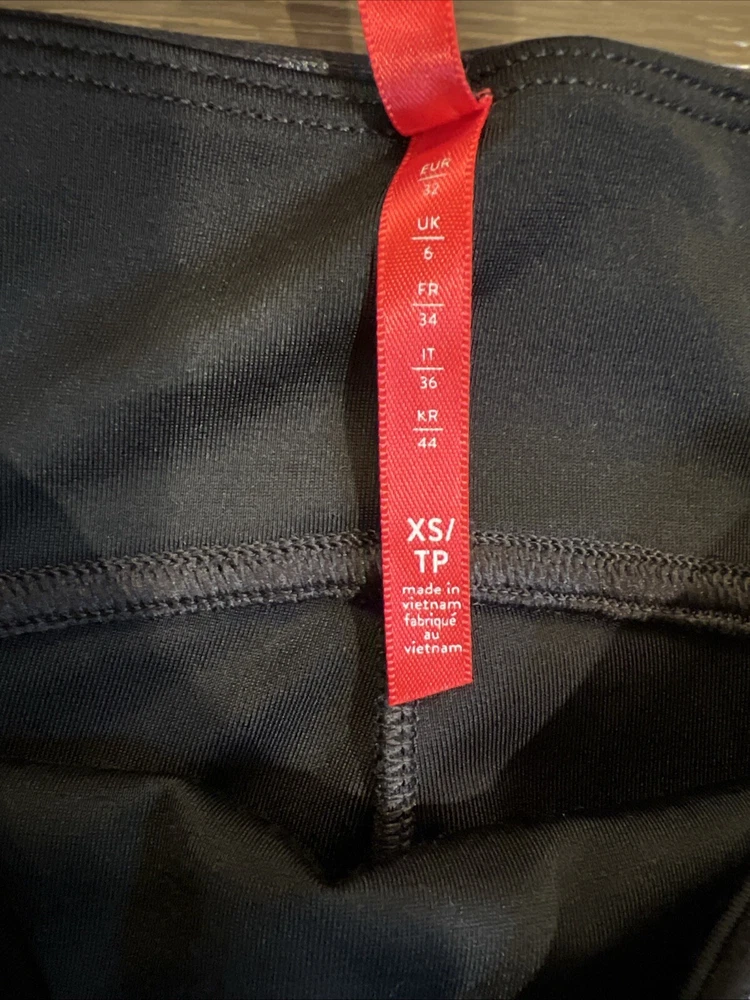 EUR
32
UK
6
FR
34
IT
36
KR
44
XS/
TP
made in
vietnam
fabriqué
au
vietnam